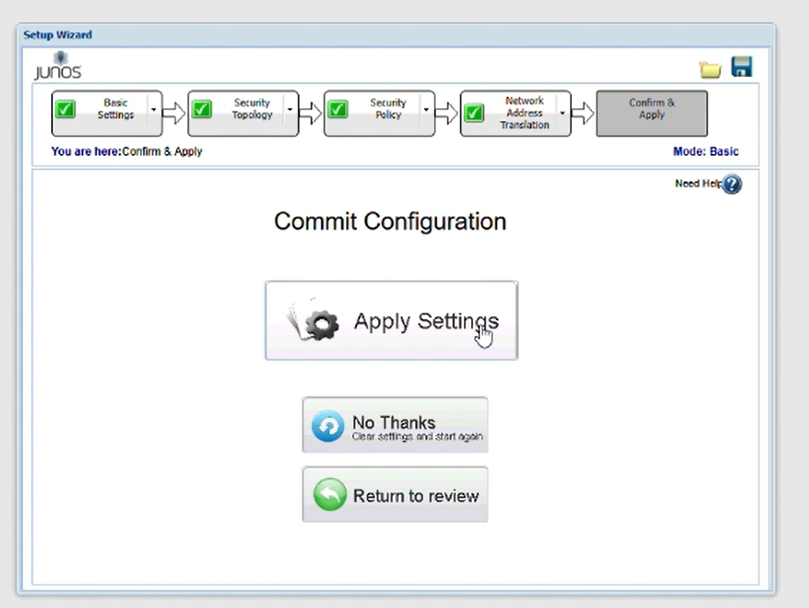 Setup Wizard
JUNOS
Basic
Settings
Security
Topology
Security
Policy
Network
Address
Translation
Confirm &
Apply
You are here:Confirm & Apply
Mode: Basic
Need Help
Commit Configuration
Apply Settings
No Thanks
Clear settings and start again
Return to review